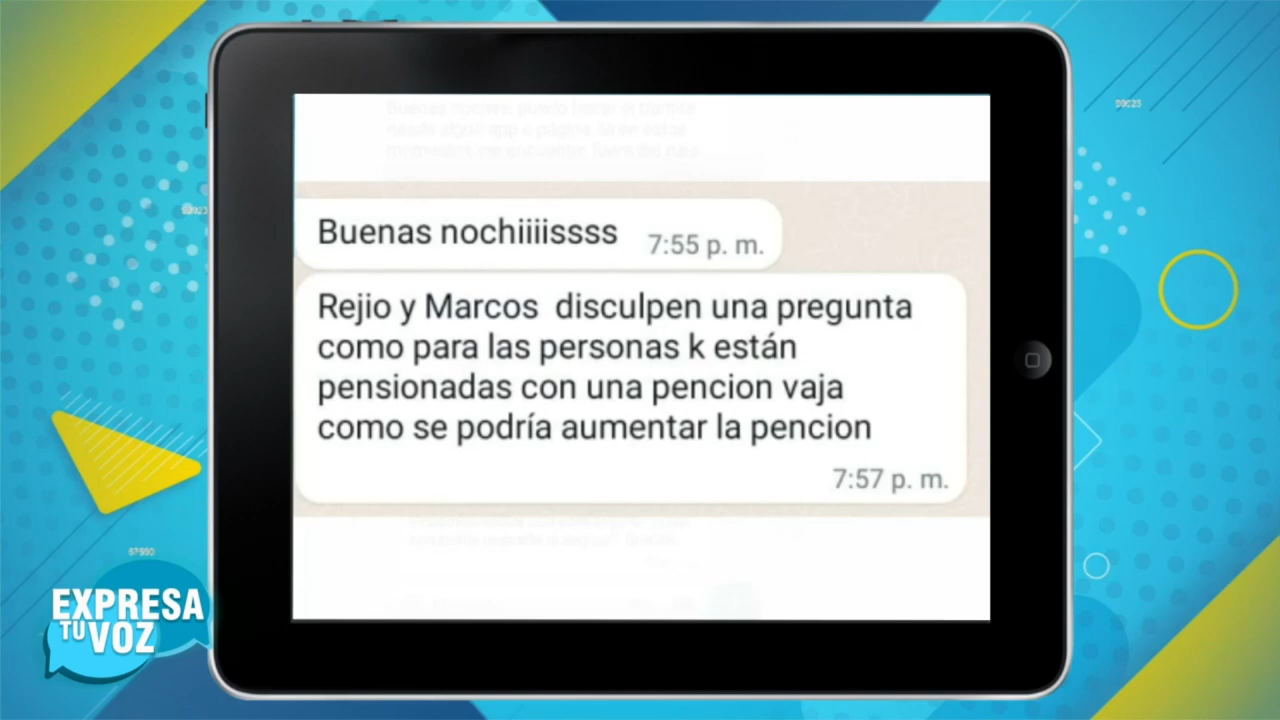 Buenas nochiiiissss
7:55 p. m.
Rejio y Marcos disculpen una pregunta
como para las personas k están
pensionadas con una pencion vaja
como se podría aumentar la pencion
7:57 p. m.
EXPRESA
TU VOZ